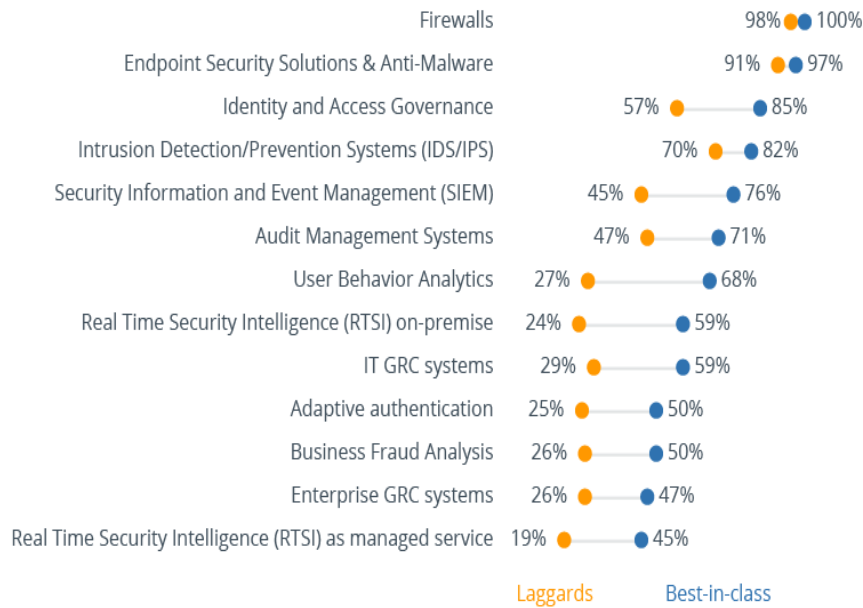 Firewalls 98% 100%
Endpoint Security Solutions & Anti-Malware 91% 97%
Identity and Access Governance 57% 85%
Intrusion Detection/Prevention Systems (IDS/IPS) 70% 82%
Security Information and Event Management (SIEM) 45% 76%
Audit Management Systems 47% 71%
User Behavior Analytics 27% 68%
Real Time Security Intelligence (RTSI) on-premise 24% 59%
IT GRC systems 29% 59%
Adaptive authentication 25% 50%
Business Fraud Analysis 26% 50%
Enterprise GRC systems 26% 47%
Real Time Security Intelligence (RTSI) as managed service 19% 45%
Laggards Best-in-class